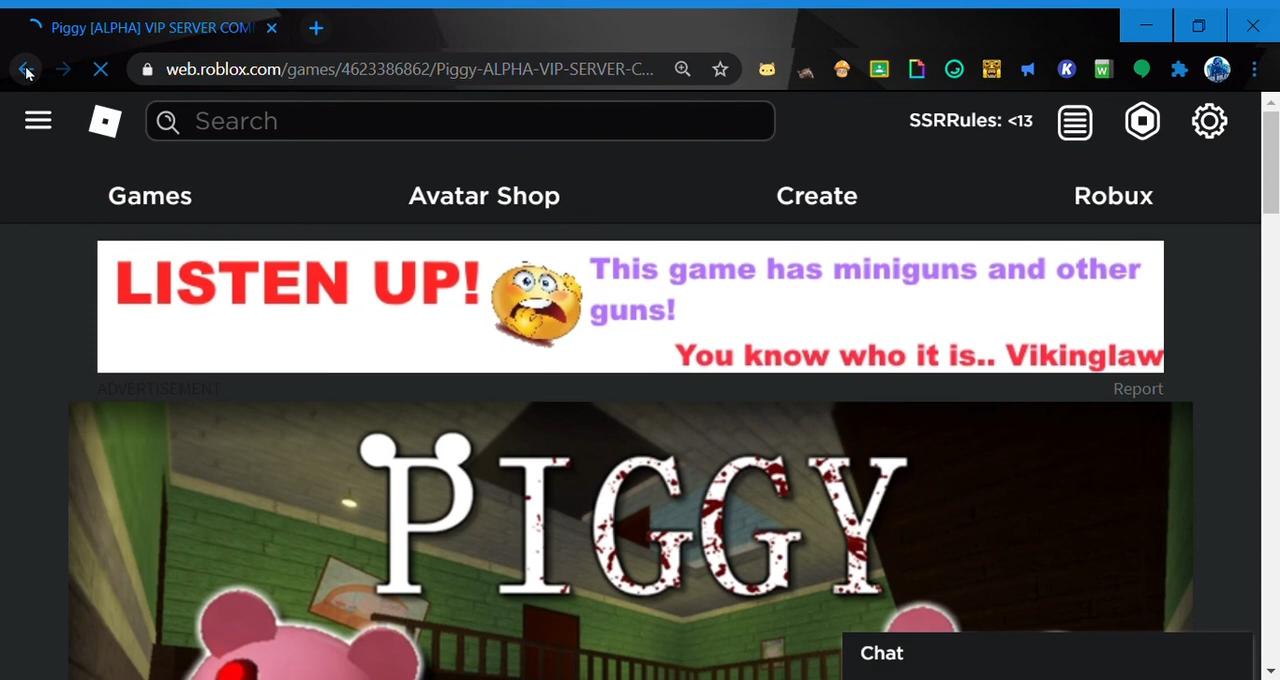 Piggy [ALPHA] VIP SERVER COM
web.roblox.com/games/4623386862/Piggy-ALPHA-VIP-SERVER-C...
Search
SSRRules: <13
Games
Avatar Shop
Create
Robux
LISTEN UP!
This game has miniguns and other
guns!
You know who it is.. Vikinglaw
ADVERTISEMENT
Report
PIGGY
Chat